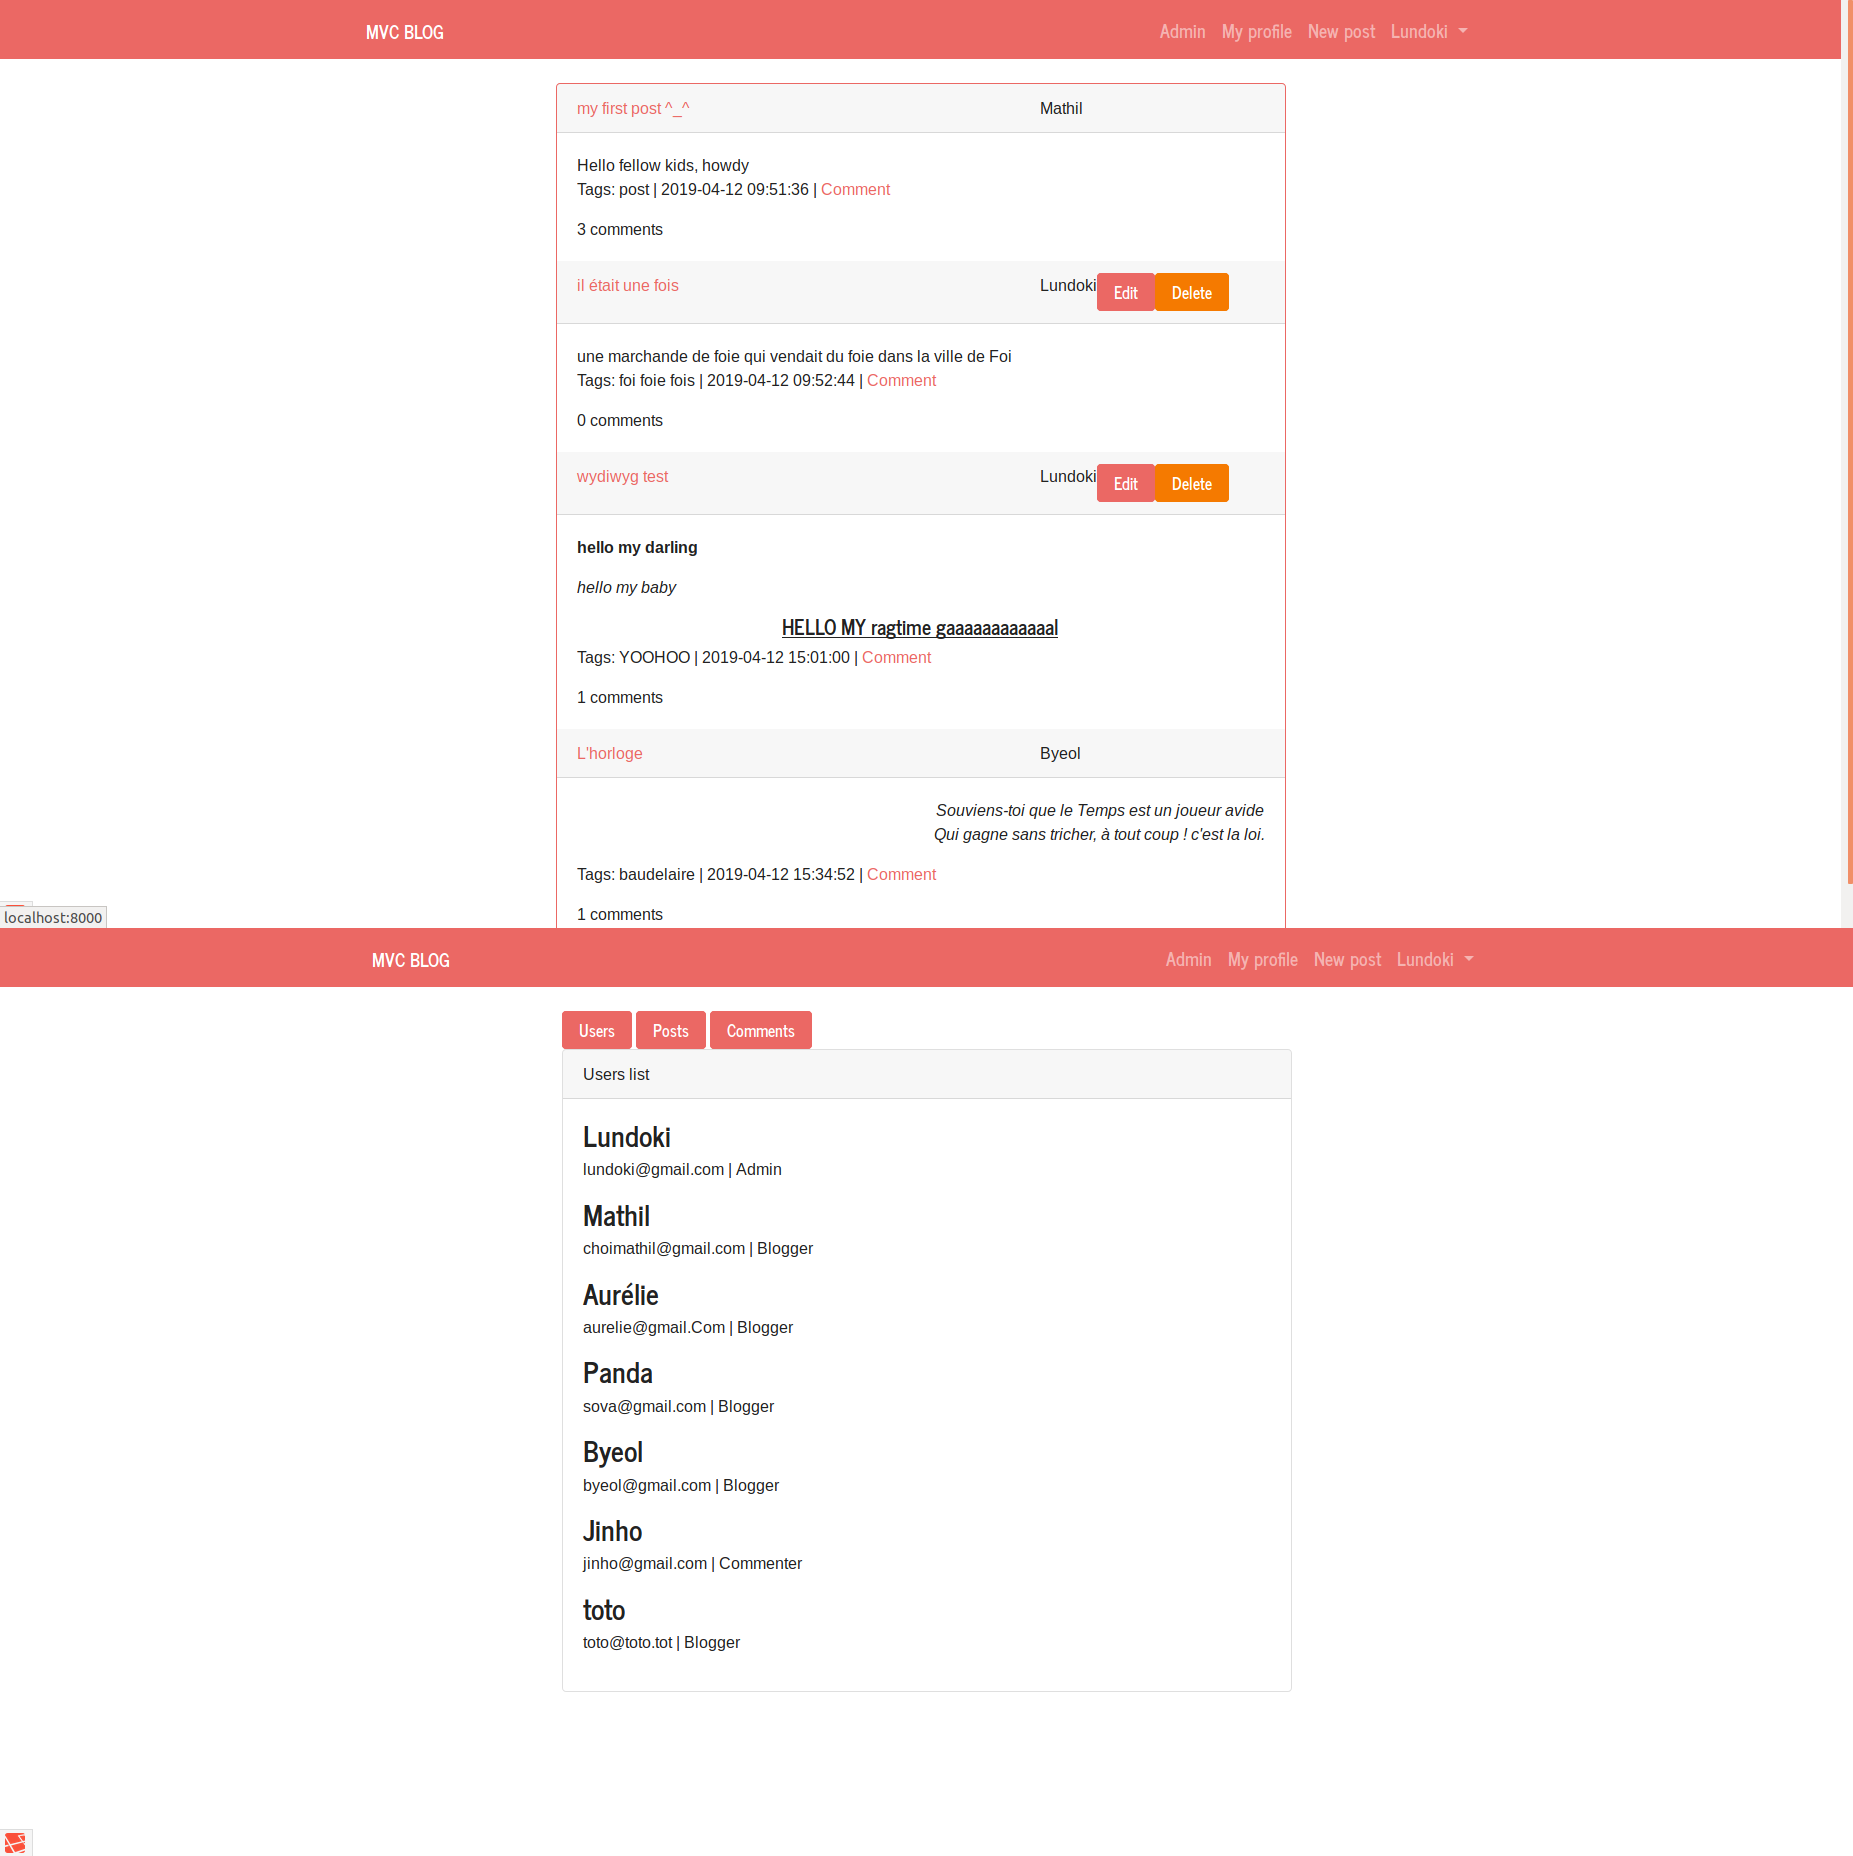 MVC BLOG Admin My profile New post Lundoki
my first post ^_^ Mathil
Hello fellow kids, howdy
Tags: post | 2019-04-12 09:51:36 | Comment
3 comments
il était une fois Lundoki Edit Delete
une marchande de foie qui vendait du foie dans la ville de Foi
Tags: foi foie fois | 2019-04-12 09:52:44 | Comment
0 comments
wydiwyg test Lundoki Edit Delete
hello my darling
hello my baby
HELLO MY ragtime gaaaaaaaaaaaal
Tags: YOOHOO | 2019-04-12 15:01:00 | Comment
1 comments
L'horloge Byeol
Souviens-toi que le Temps est un joueur avide
Qui gagne sans tricher, à tout coup ! c'est la loi.
Tags: baudelaire | 2019-04-12 15:34:52 | Comment
1 comments
localhost:8000
MVC BLOG Admin My profile New post Lundoki
Users Posts Comments
Users list
Lundoki
lundoki@gmail.com | Admin
Mathil
choimathil@gmail.com | Blogger
Aurélie
aurelie@gmail.Com | Blogger
Panda
sova@gmail.com | Blogger
Byeol
byeol@gmail.com | Blogger
Jinho
jinho@gmail.com | Commenter
toto
toto@toto.tot | Blogger